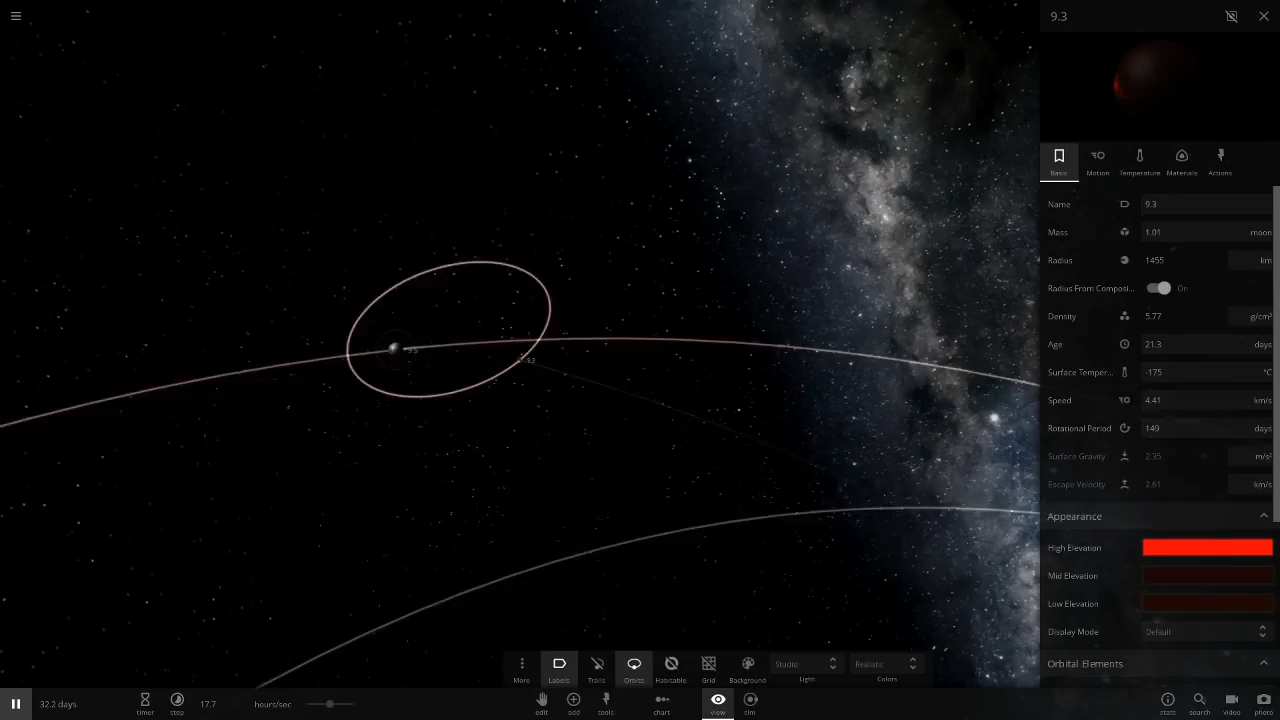 9.3
Basic
Motion
Temperature
Materials
Actions
Name 9.3
Mass 1.01 moon
Radius 1455 km
Radius From Composi... On
Density 5.77 g/cm³
Age 21.3 days
Surface Temper... -175 °C
Speed 4.41 km/s
Rotational Period 149 days
Surface Gravity 2.35 m/s²
Escape Velocity 2.61 km/s
Appearance
High Elevation
Mid Elevation
Low Elevation
Display Mode Default
Orbital Elements
9.3
More
Labels
Trails
Orbits
Habitable
Grid
Background
Studio
Light
Realistic
Colors
32.2 days
timer
step
17.7
hours/sec
edit
add
tools
chart
view
sim
stats
search
video
photo